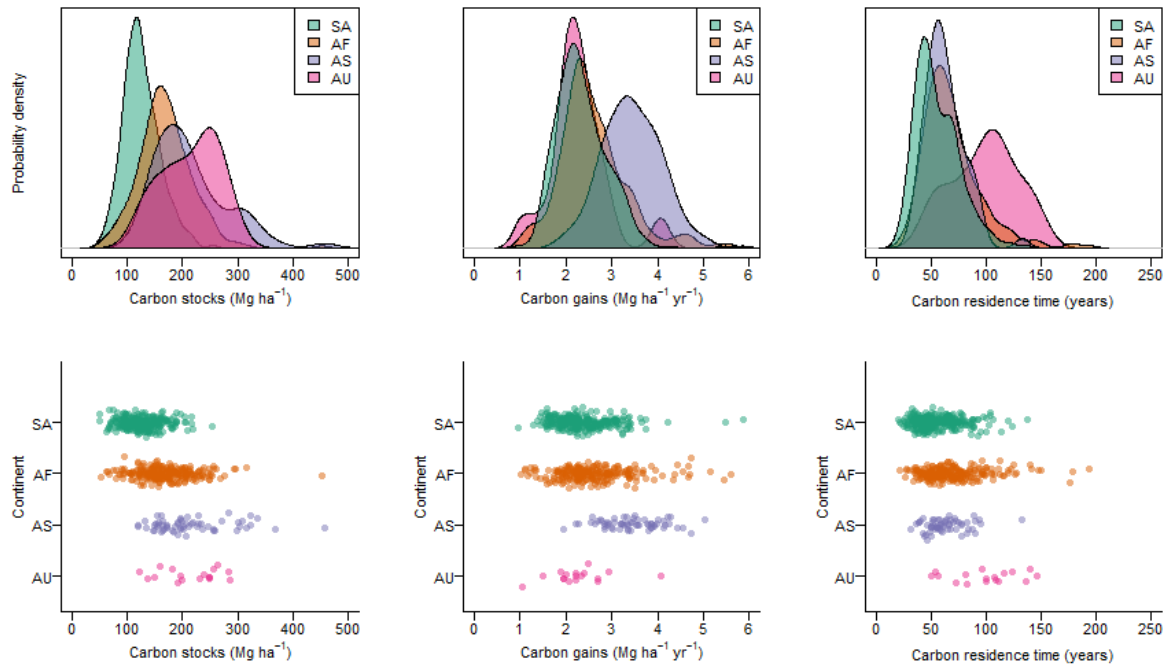 SA
AF
AS
AU
Probability density
0 100 200 300 400 500
Carbon stocks (Mg ha⁻¹)
SA
AF
AS
AU
0 1 2 3 4 5 6
Carbon gains (Mg ha⁻¹ yr⁻¹)
SA
AF
AS
AU
0 50 100 150 200 250
Carbon residence time (years)
Continent
SA
AF
AS
AU
0 100 200 300 400 500
Carbon stocks (Mg ha⁻¹)
Continent
SA
AF
AS
AU
0 1 2 3 4 5 6
Carbon gains (Mg ha⁻¹ yr⁻¹)
Continent
SA
AF
AS
AU
0 50 100 150 200 250
Carbon residence time (years)